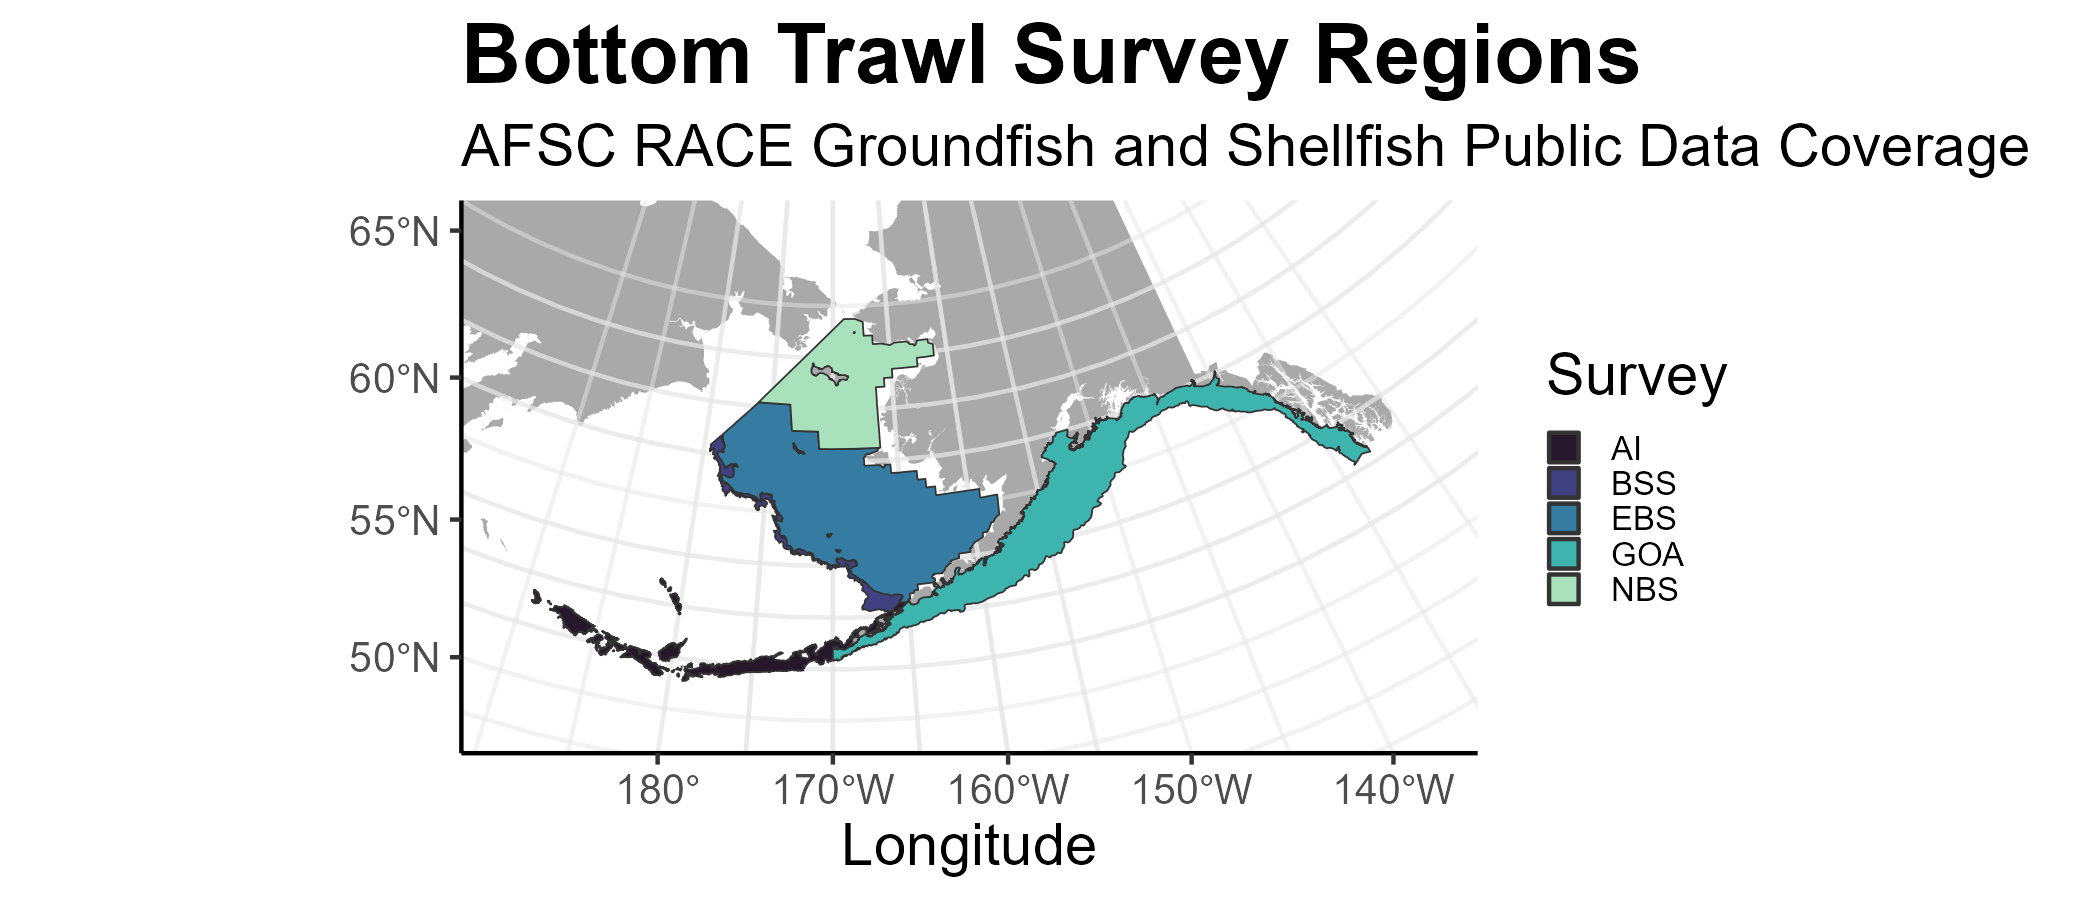 Bottom Trawl Survey Regions
AFSC RACE Groundfish and Shellfish Public Data Coverage
65°N
60°N
55°N
50°N
180°
170°W
160°W
150°W
140°W
Longitude
Survey
AI
BSS
EBS
GOA
NBS